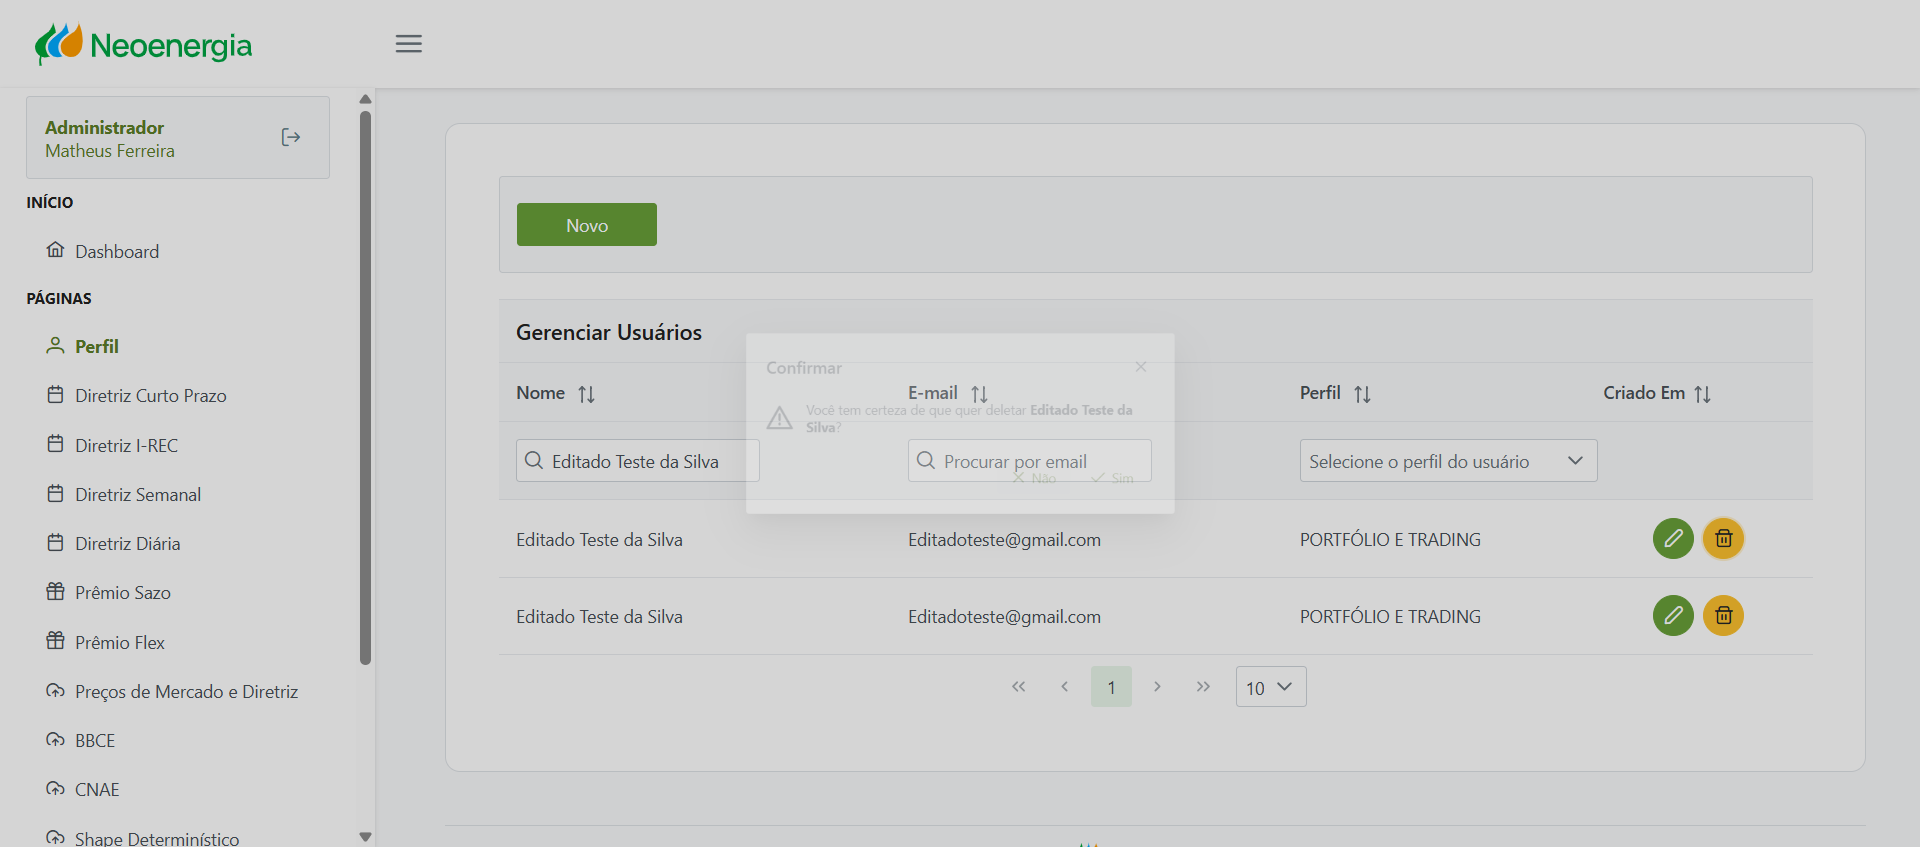 Neoenergia
Administrador
Matheus Ferreira
INÍCIO
Dashboard
PÁGINAS
Perfil
Diretriz Curto Prazo
Diretriz I-REC
Diretriz Semanal
Diretriz Diária
Prêmio Sazo
Prêmio Flex
Preços de Mercado e Diretriz
BBCE
CNAE
Shape Determinístico
Novo
Gerenciar Usuários
Nome
E-mail
Perfil
Criado Em
Editado Teste da Silva
Procurar por email
Selecione o perfil do usuário
Confirmar
Você tem certeza de que quer deletar Editado Teste da
Silva?
Não
Sim
Editado Teste da Silva Editadoteste@gmail.com PORTFÓLIO E TRADING
Editado Teste da Silva Editadoteste@gmail.com PORTFÓLIO E TRADING
1
10